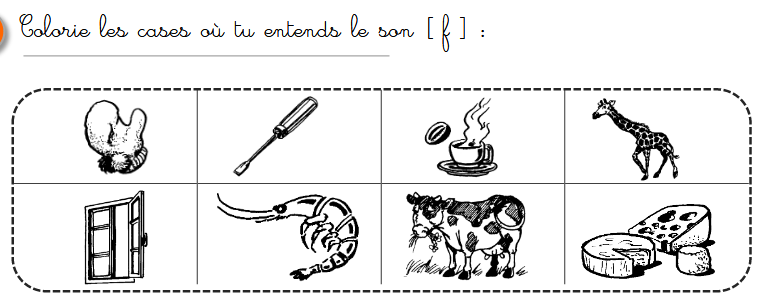 Colorie les cases où tu entends le son [ f ] :